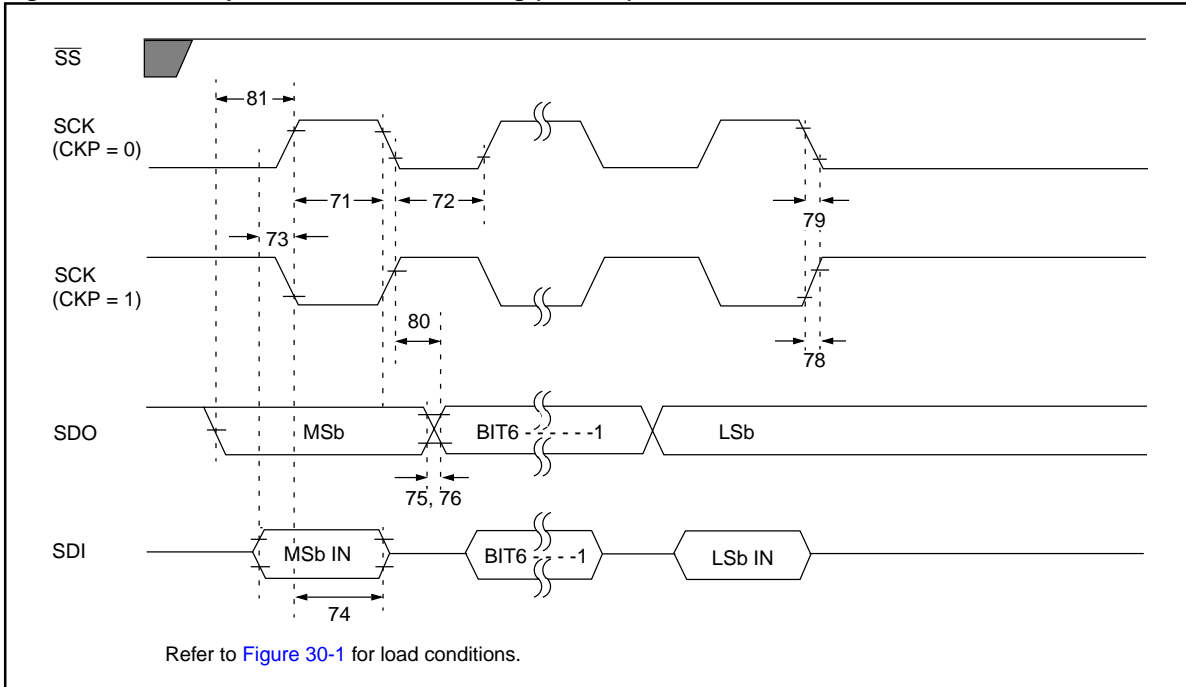 SS
81
SCK
(CKP = 0)
71
72
79
73
SCK
(CKP = 1)
80
78
SDO
MSb
BIT6 - - - - - -1
LSb
75, 76
SDI
MSb IN
BIT6 - - - - -1
LSb IN
74
Refer to Figure 30-1 for load conditions.